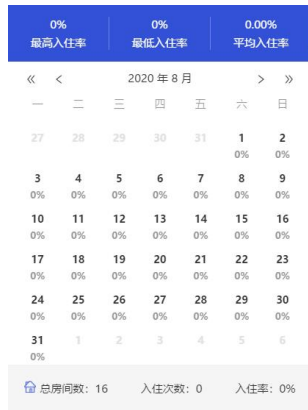 0% 0% 0.00%
最高入住率 最低入住率 平均入住率
« < 2020 年 8 月 > »
一 二 三 四 五 六 日
27 28 29 30 31 1 2
0% 0%
3 4 5 6 7 8 9
0% 0% 0% 0% 0% 0% 0%
10 11 12 13 14 15 16
0% 0% 0% 0% 0% 0% 0%
17 18 19 20 21 22 23
0% 0% 0% 0% 0% 0% 0%
24 25 26 27 28 29 30
0% 0% 0% 0% 0% 0% 0%
31 1 2 3 4 5 6
0%
总房间数：16 入住次数：0 入住率：0%